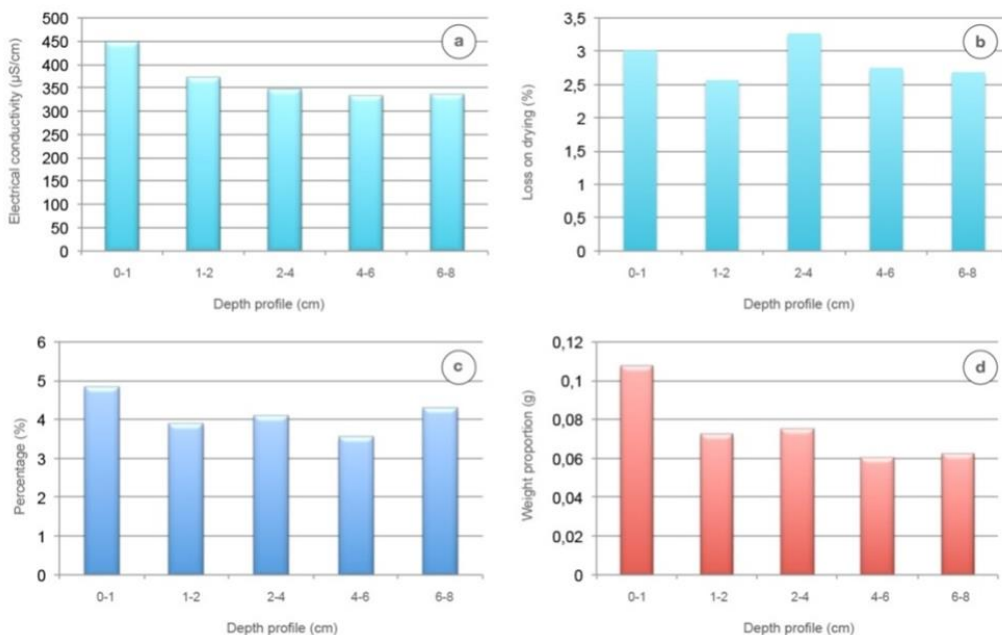 Electrical conductivity (µS/cm)
500
450
400
350
300
250
200
150
100
50
0
a
0-1 1-2 2-4 4-6 6-8
Depth profile (cm)
Loss on drying (%)
3,5
3
2,5
2
1,5
1
0,5
0
b
0-1 1-2 2-4 4-6 6-8
Depth profile (cm)
Percentage (%)
6
5
4
3
2
1
0
c
0-1 1-2 2-4 4-6 6-8
Depth profile (cm)
Weight proportion (g)
0,12
0,1
0,08
0,06
0,04
0,02
0
d
0-1 1-2 2-4 4-6 6-8
Depth profile (cm)